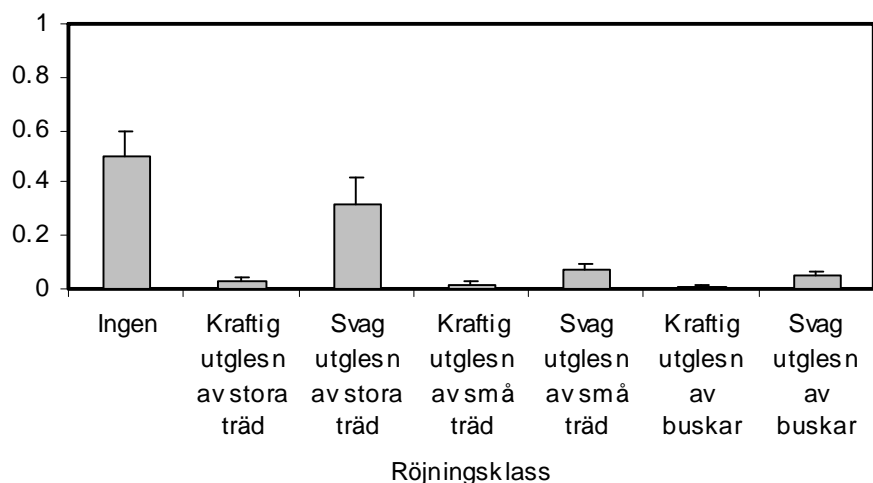 1
0.8
0.6
0.4
0.2
0
Ingen
Kraftig utglesn av stora träd
Svag utglesn av stora träd
Kraftig utglesn av små träd
Svag utglesn av små träd
Kraftig utglesn av buskar
Svag utglesn av buskar
Röjningsklass